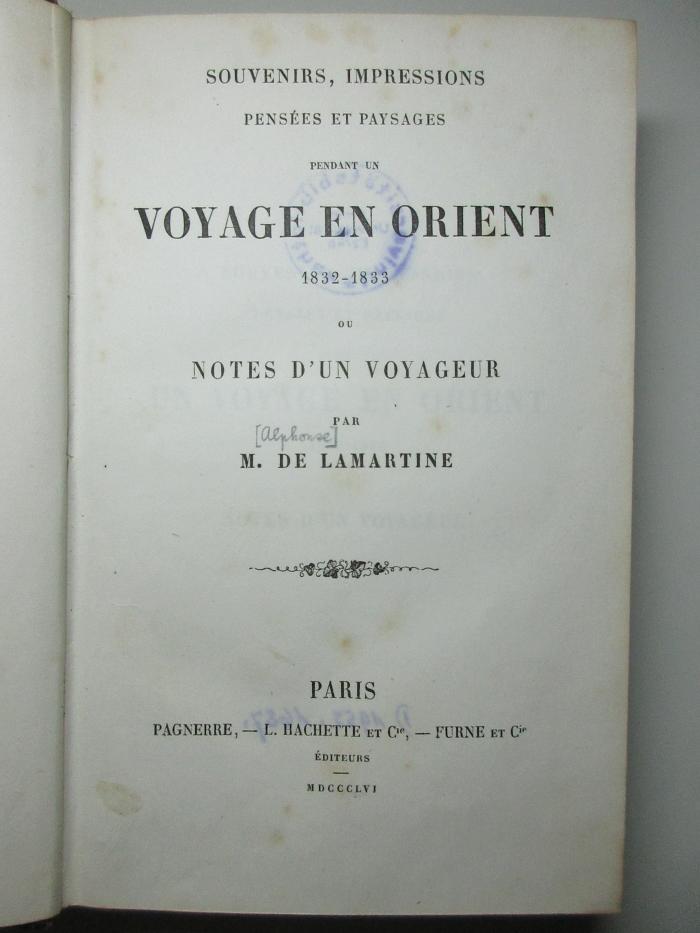 SOUVENIRS, IMPRESSIONS
PENSÉES ET PAYSAGES
PENDANT UN
VOYAGE EN ORIENT
1832-1833
OU
NOTES D'UN VOYAGEUR
PAR
[Alphonse]
M. DE LAMARTINE
PARIS
PAGNERRE, — L. HACHETTE ET Cie, — FURNE ET Cie
ÉDITEURS
MDCCCLVI